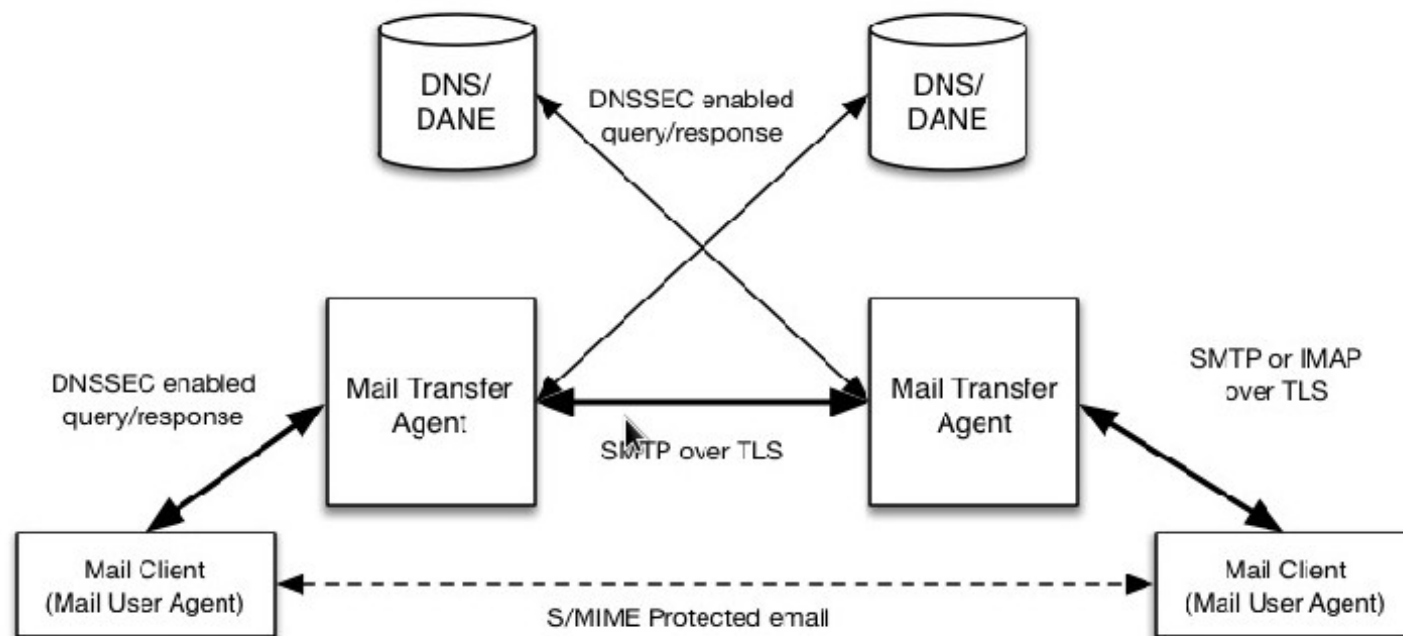 DNS/
DANE
DNSSEC enabled
query/response
DNS/
DANE
DNSSEC enabled
query/response
Mail Transfer
Agent
SMTP over TLS
Mail Transfer
Agent
SMTP or IMAP
over TLS
Mail Client
(Mail User Agent)
S/MIME Protected email
Mail Client
(Mail User Agent)